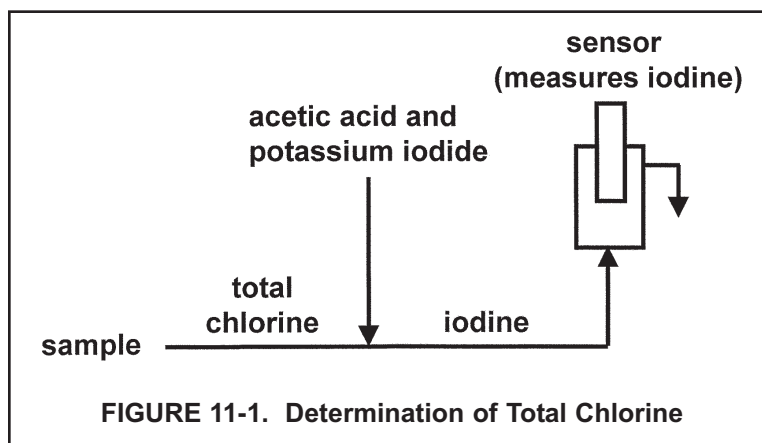 sensor
(measures iodine)
acetic acid and
potassium iodide
total
chlorine
iodine
sample
FIGURE 11-1. Determination of Total Chlorine